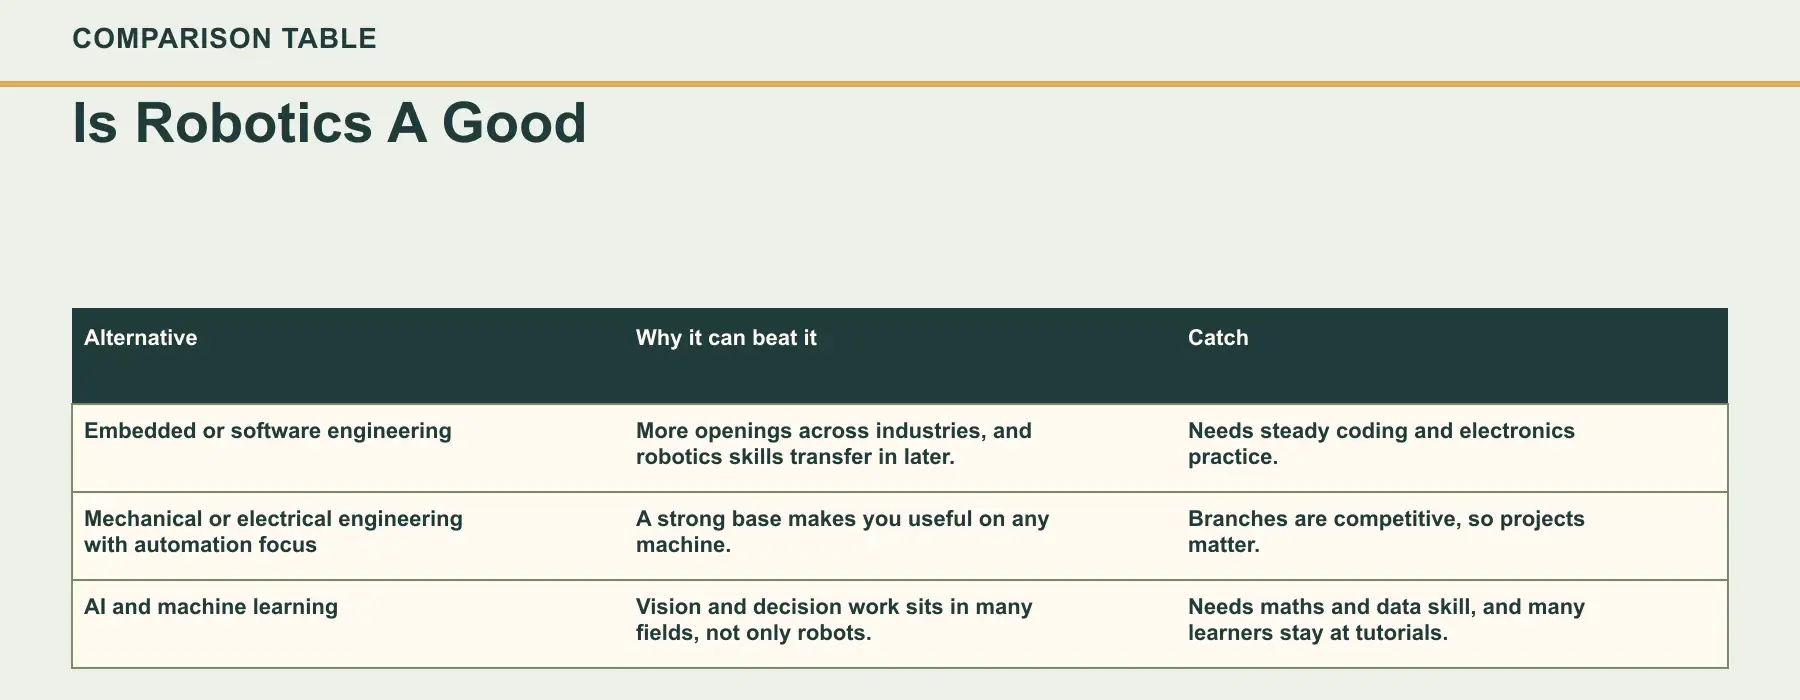 COMPARISON TABLE
Is Robotics A Good
Alternative
Why it can beat it
Catch
Embedded or software engineering
More openings across industries, and
robotics skills transfer in later.
Needs steady coding and electronics
practice.
Mechanical or electrical engineering
with automation focus
A strong base makes you useful on any
machine.
Branches are competitive, so projects
matter.
AI and machine learning
Vision and decision work sits in many
fields, not only robots.
Needs maths and data skill, and many
learners stay at tutorials.